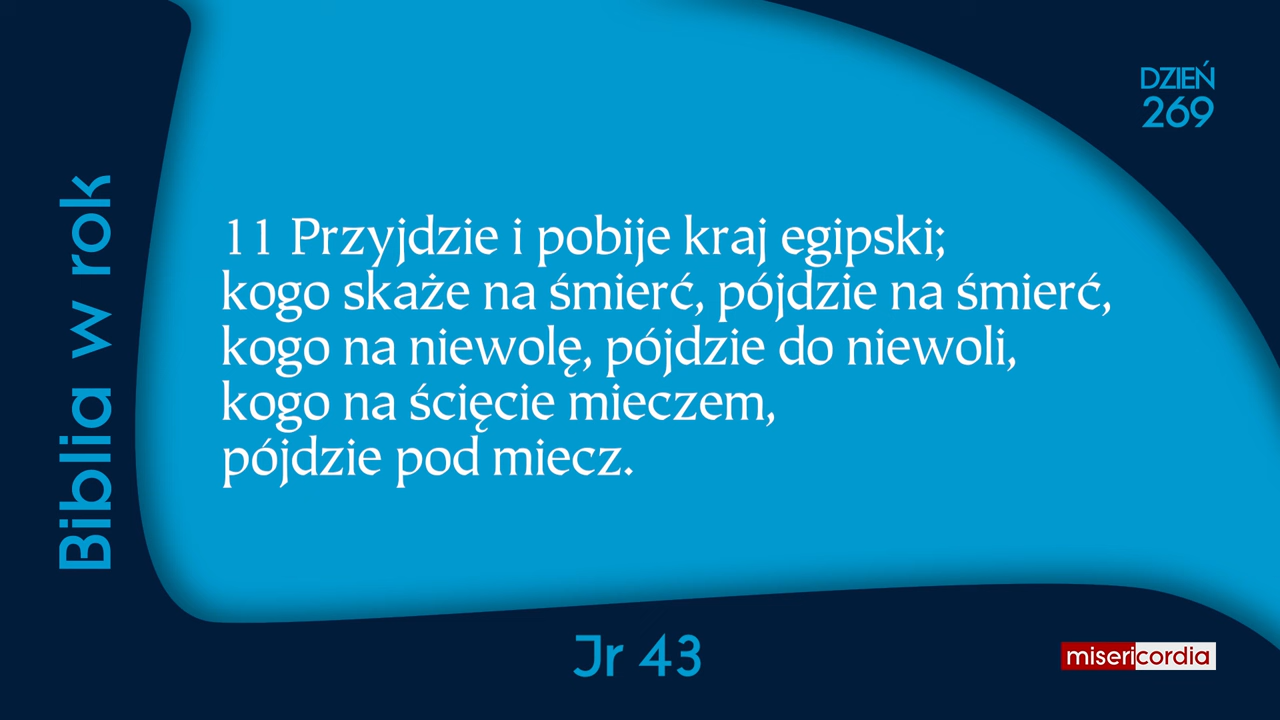 DZIEŃ
269
Biblia w rok
11 Przyjdzie i pobije kraj egipski;
kogo skaże na śmierć, pójdzie na śmierć,
kogo na niewolę, pójdzie do niewoli,
kogo na ścięcie mieczem,
pójdzie pod miecz.
Jr 43
misericordia